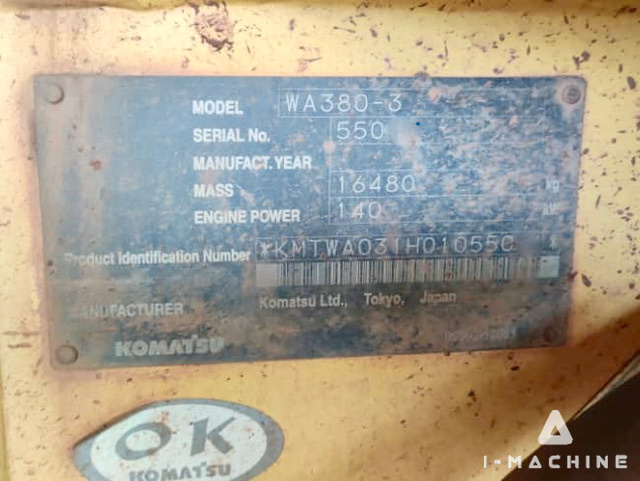 MODEL WA380-3
SERIAL No. 550
MANUFACT. YEAR
MASS 16480 kg
ENGINE POWER 140
Product Identification Number *KMTWA031H01055C *
MANUFACTURER Komatsu Ltd., Tokyo, Japan
KOMATSU
OK
KOMATSU
I-MACHINE